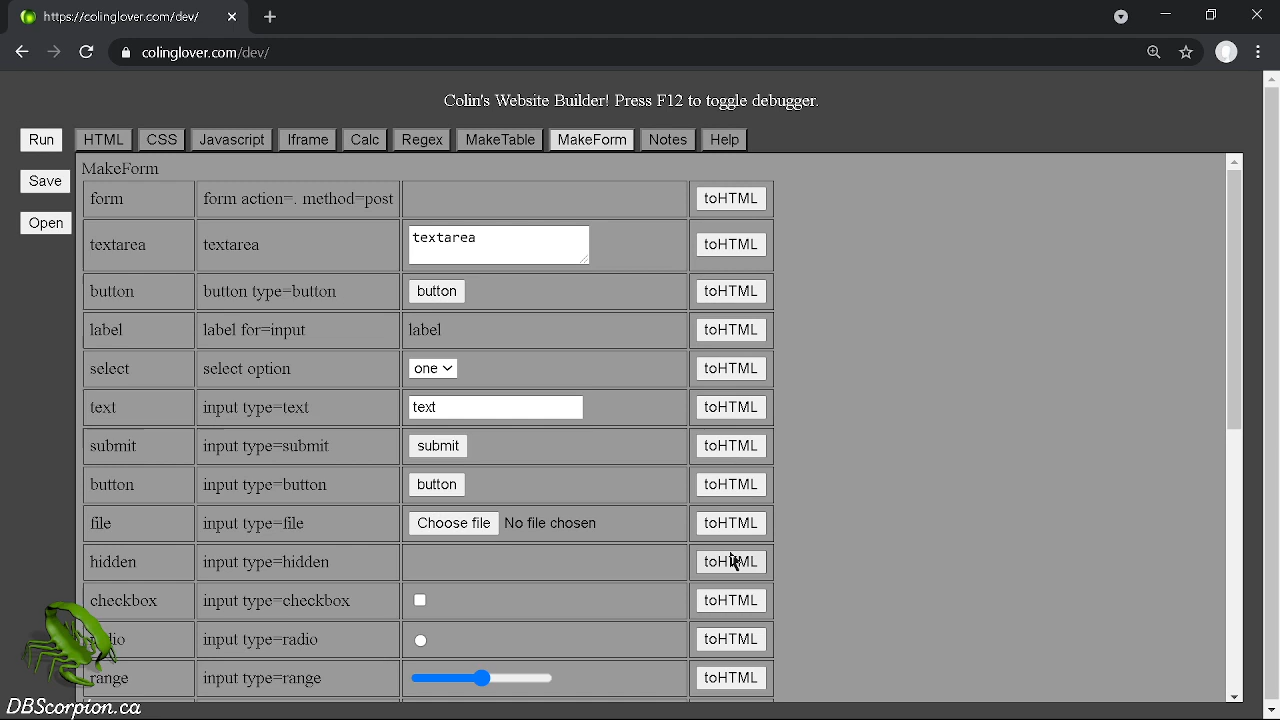 https://colinglover.com/dev/
colinglover.com/dev/
Colin's Website Builder! Press F12 to toggle debugger.
Run HTML CSS Javascript Iframe Calc Regex MakeTable MakeForm Notes Help
Save
Open
MakeForm
form form action=. method=post toHTML
textarea textarea textarea toHTML
button button type=button button toHTML
label label for=input label toHTML
select select option one toHTML
text input type=text text toHTML
submit input type=submit submit toHTML
button input type=button button toHTML
file input type=file Choose file No file chosen toHTML
hidden input type=hidden toHTML
checkbox input type=checkbox toHTML
radio input type=radio toHTML
range input type=range toHTML
DBScorpion.ca